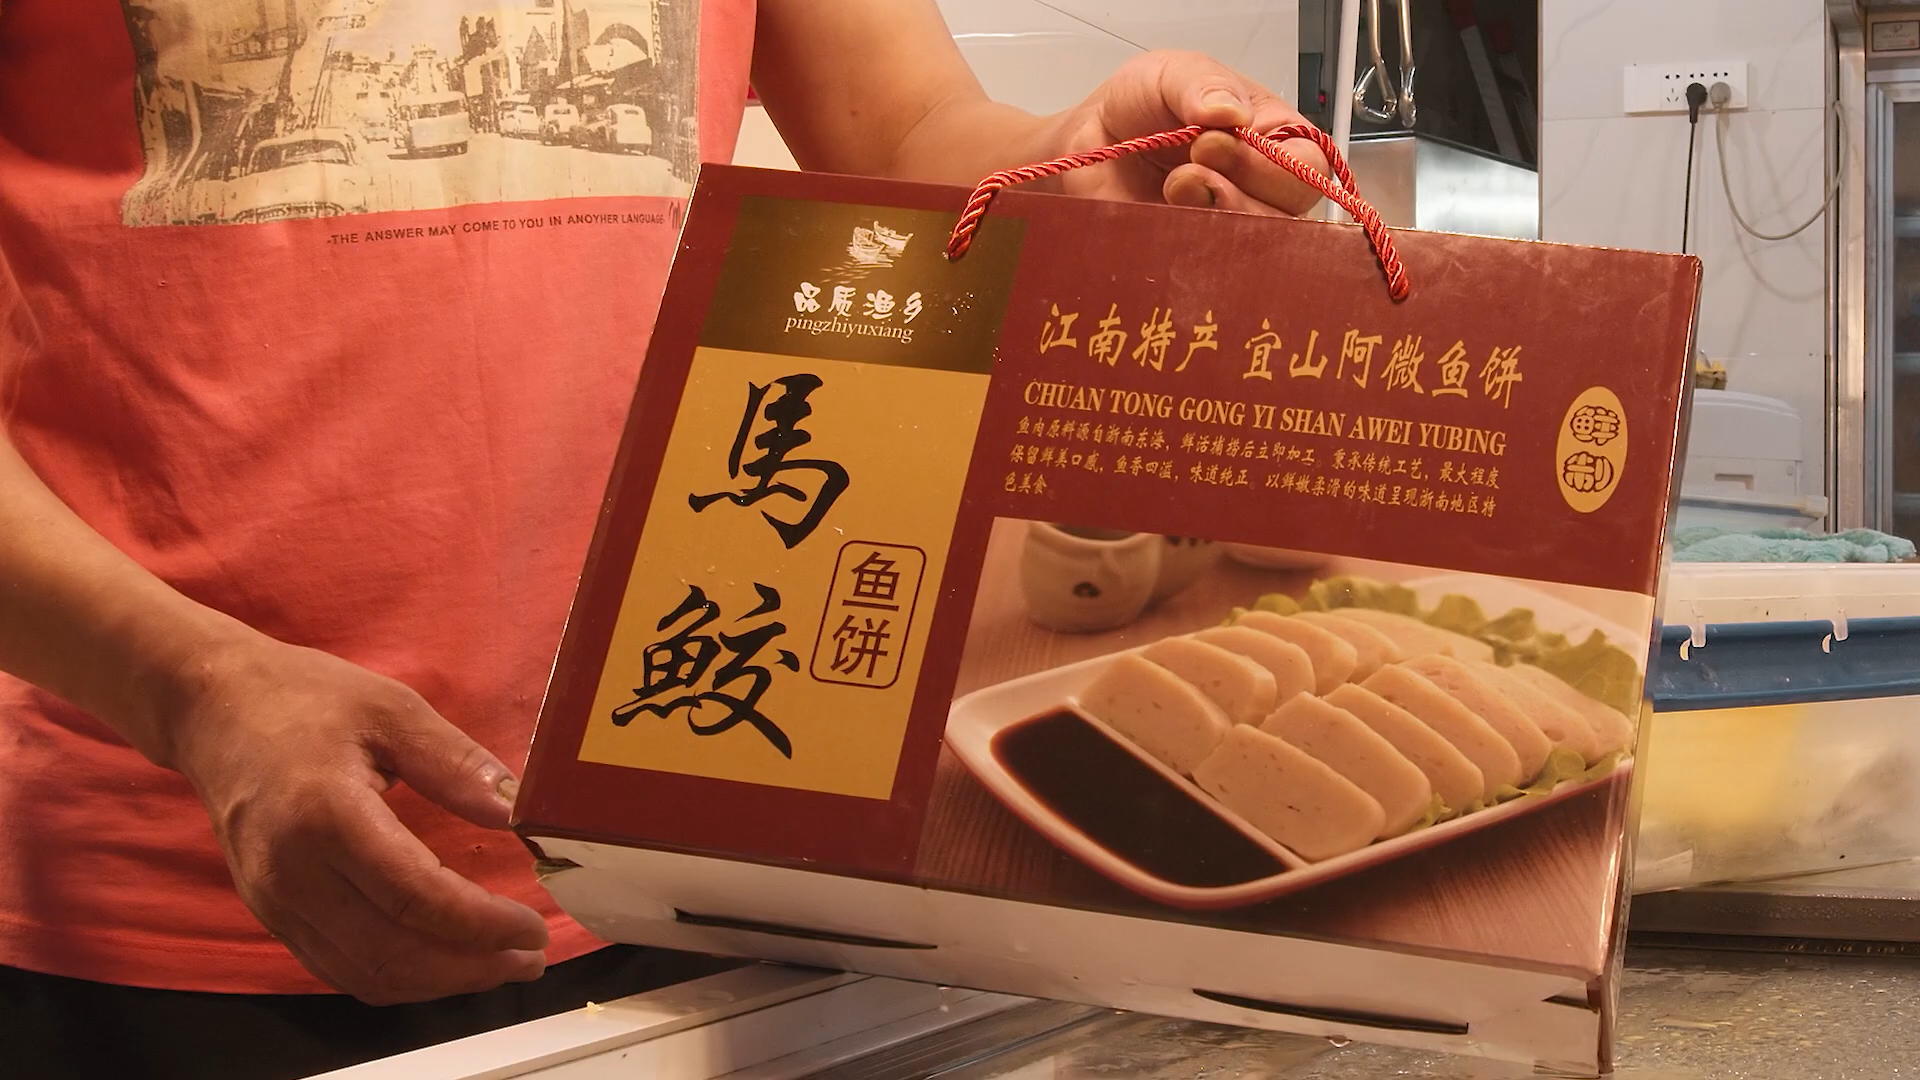 -THE ANSWER MAY COME TO YOU IN ANOYHER LANGUAGE-
品质渔乡
pingzhiyuxiang
馬鮫
鱼饼
江南特产 宜山阿微鱼饼
CHUAN TONG GONG YI SHAN AWEI YUBING
鱼肉原料源自浙南东海，鲜活捕捞后立即加工。秉承传统工艺，最大程度
保留鲜美口感，鱼香四溢，味道纯正。以鲜嫩柔滑的味道呈现浙南地区特
色美食
鲜制